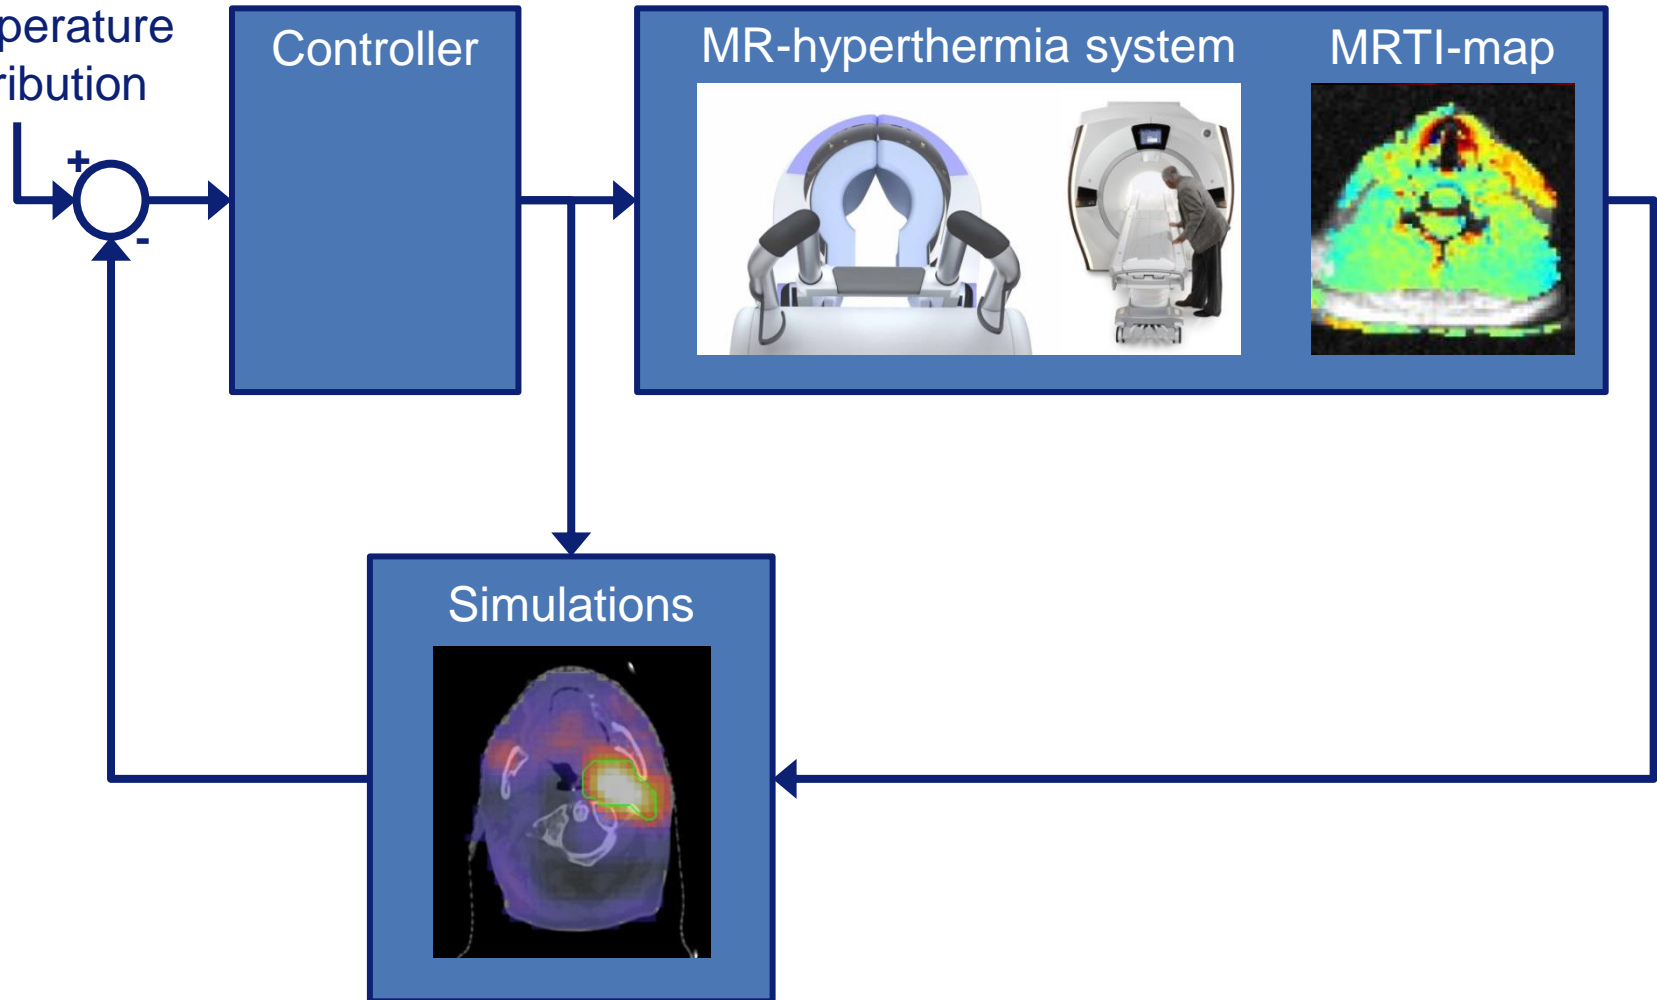 perature
ribution
Controller
MR-hyperthermia system
MRTI-map
+
-
Simulations